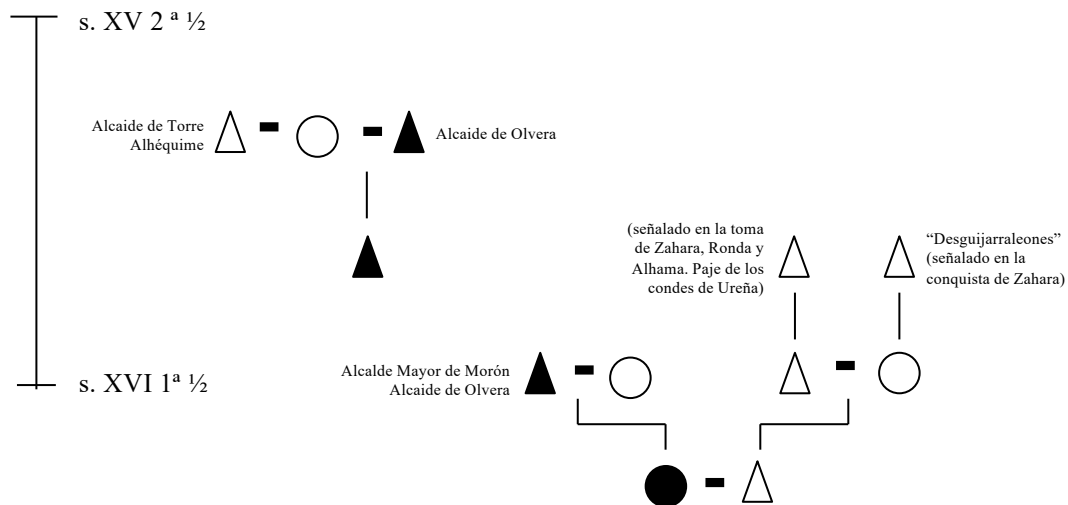 s. XV 2 ª ½
Alcaide de Torre
Alhéquime
Alcaide de Olvera
(señalado en la toma
de Zahara, Ronda y
Alhama. Paje de los
condes de Ureña)
“Desguijarraleones”
(señalado en la
conquista de Zahara)
s. XVI 1ª ½
Alcalde Mayor de Morón
Alcaide de Olvera